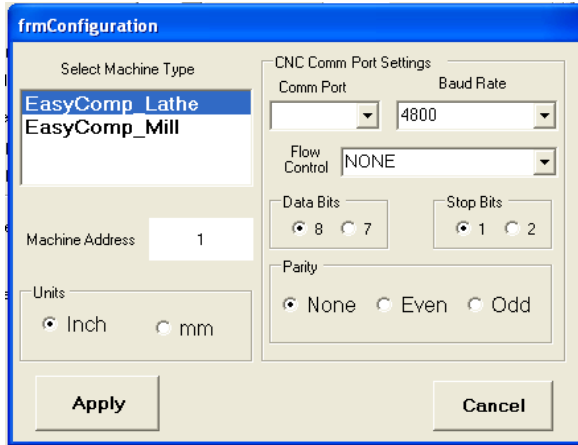 frmConfiguration
Select Machine Type
EasyComp_Lathe
EasyComp_Mill
Machine Address
1
Units
Inch
mm
CNC Comm Port Settings
Comm Port
Baud Rate
4800
Flow
Control
NONE
Data Bits
8
7
Stop Bits
1
2
Parity
None
Even
Odd
Apply
Cancel